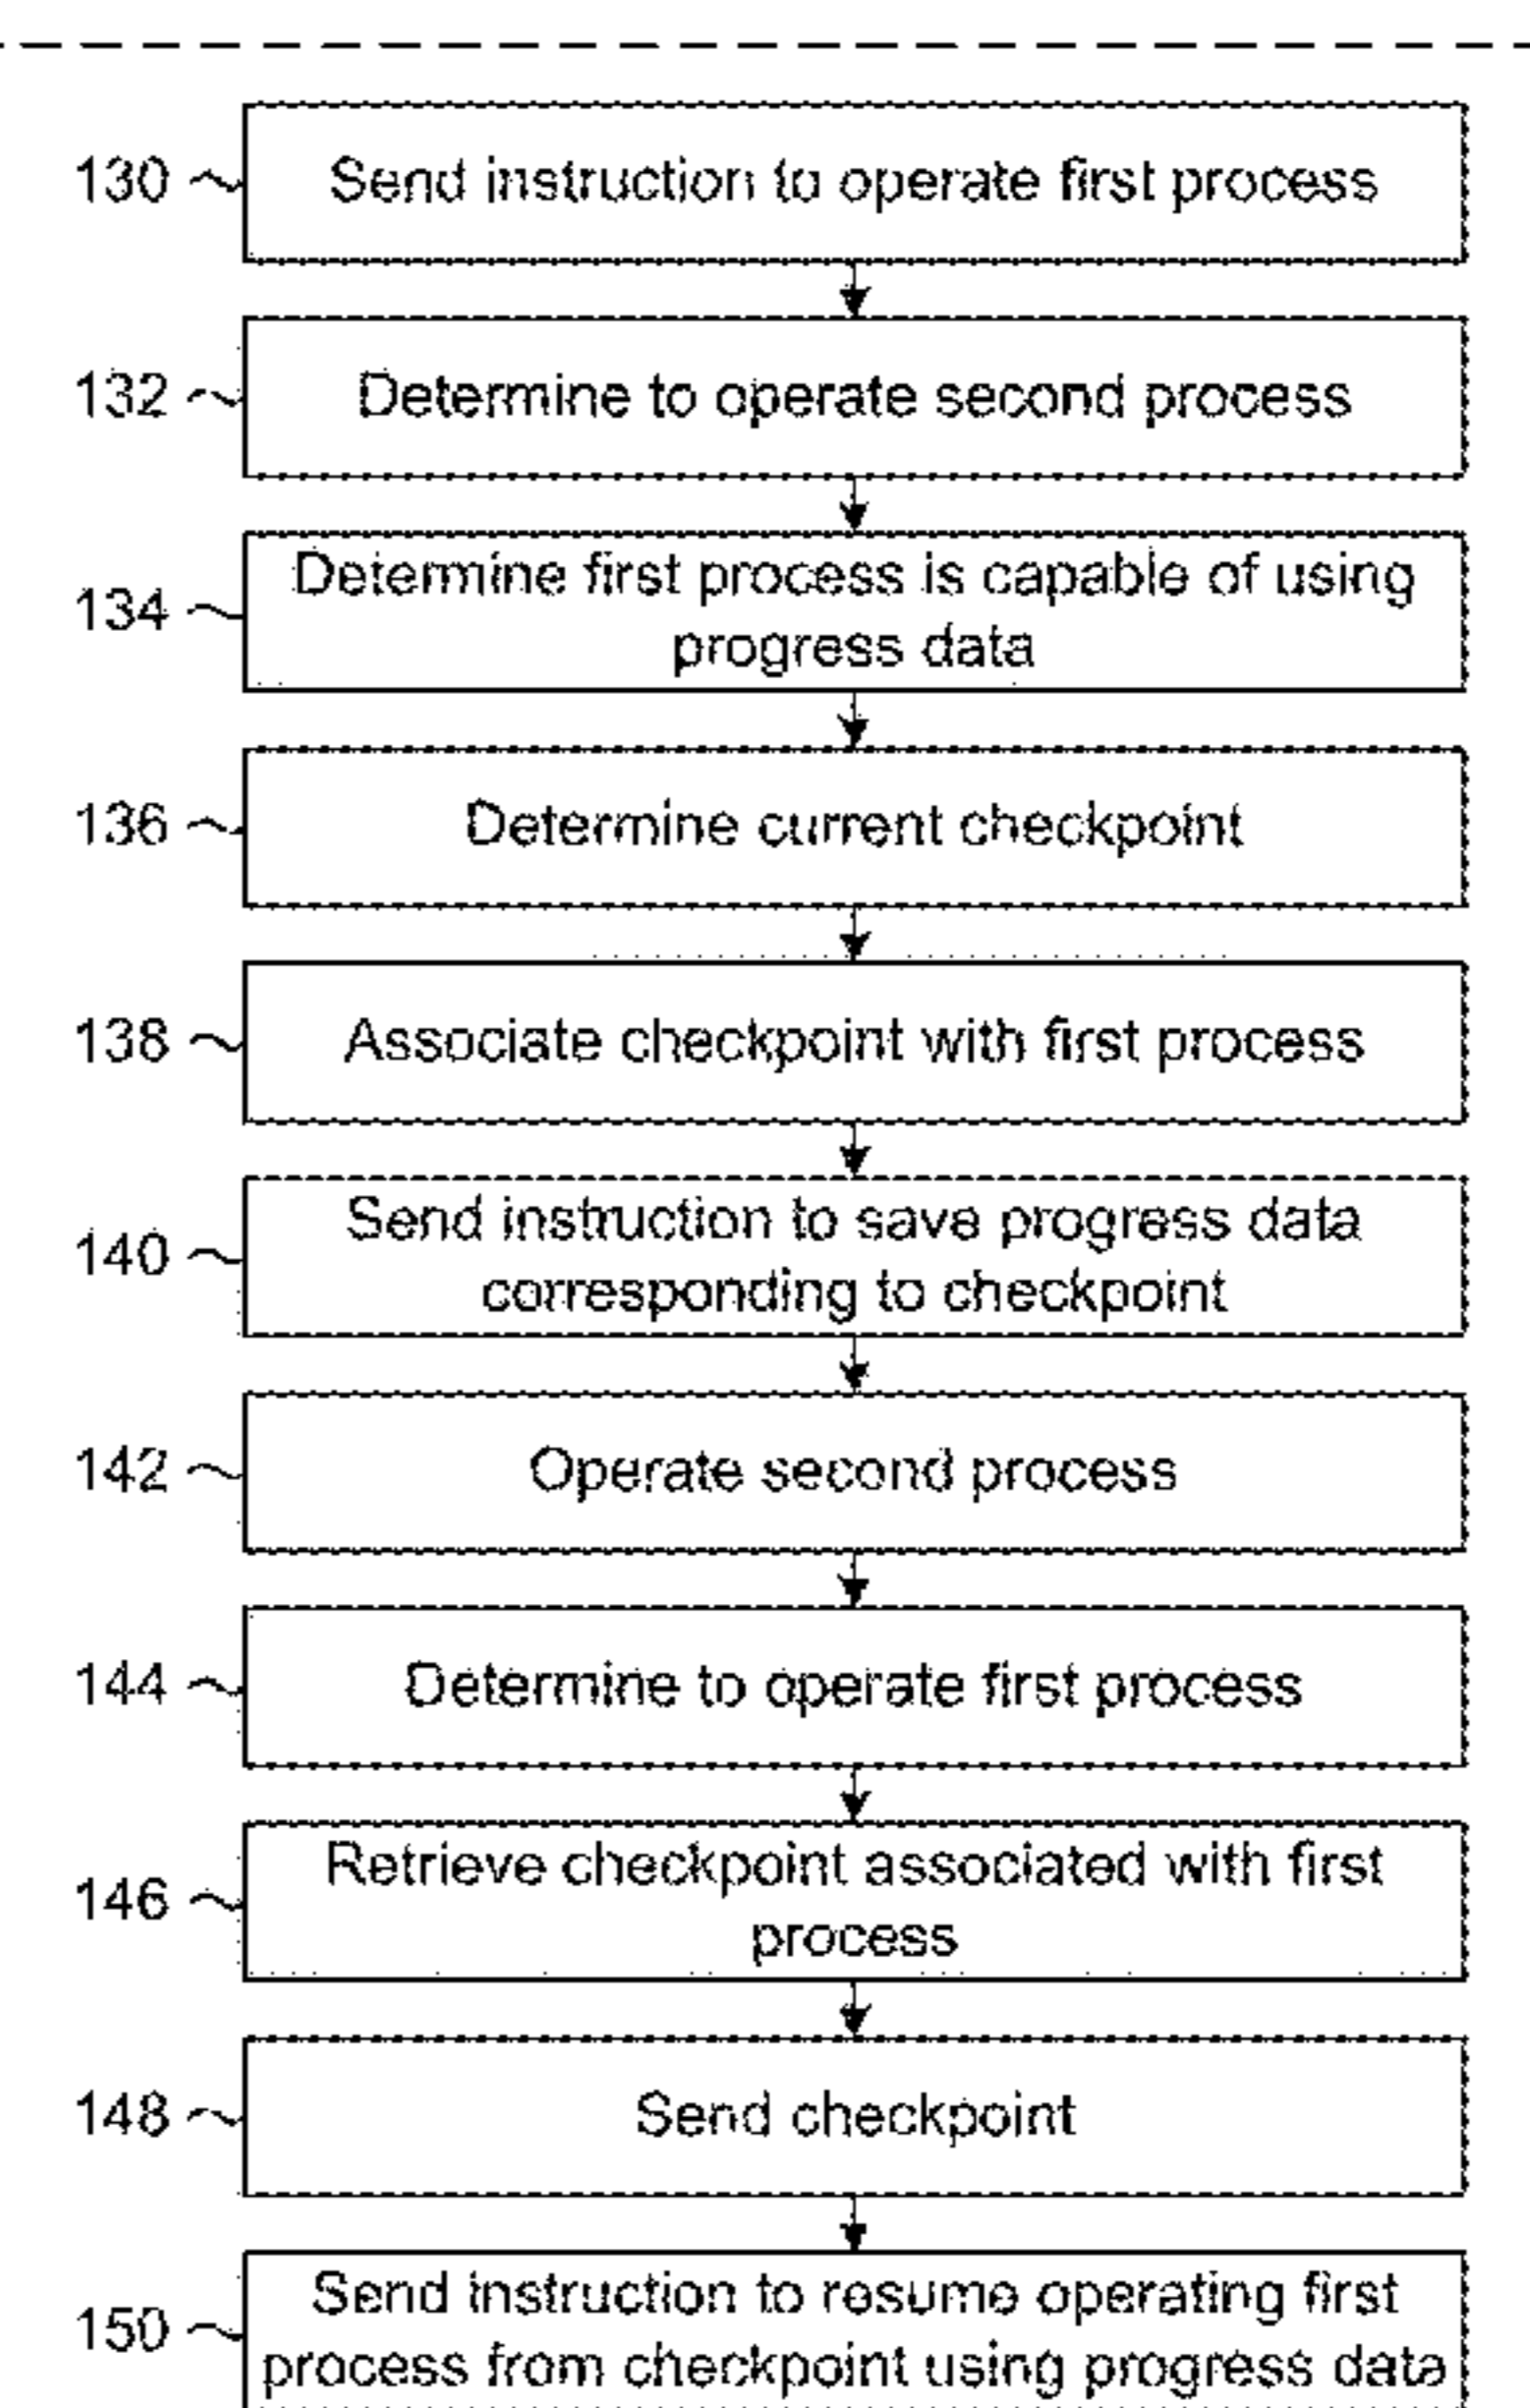 130
Send instruction to operate first process
132
Determine to operate second process
134
Determine first process is capable of using
progress data
136
Determine current checkpoint
138
Associate checkpoint with first process
140
Send instruction to save progress data
corresponding to checkpoint
142
Operate second process
144
Determine to operate first process
146
Retrieve checkpoint associated with first
process
148
Send checkpoint
150
Send instruction to resume operating first
process from checkpoint using progress data